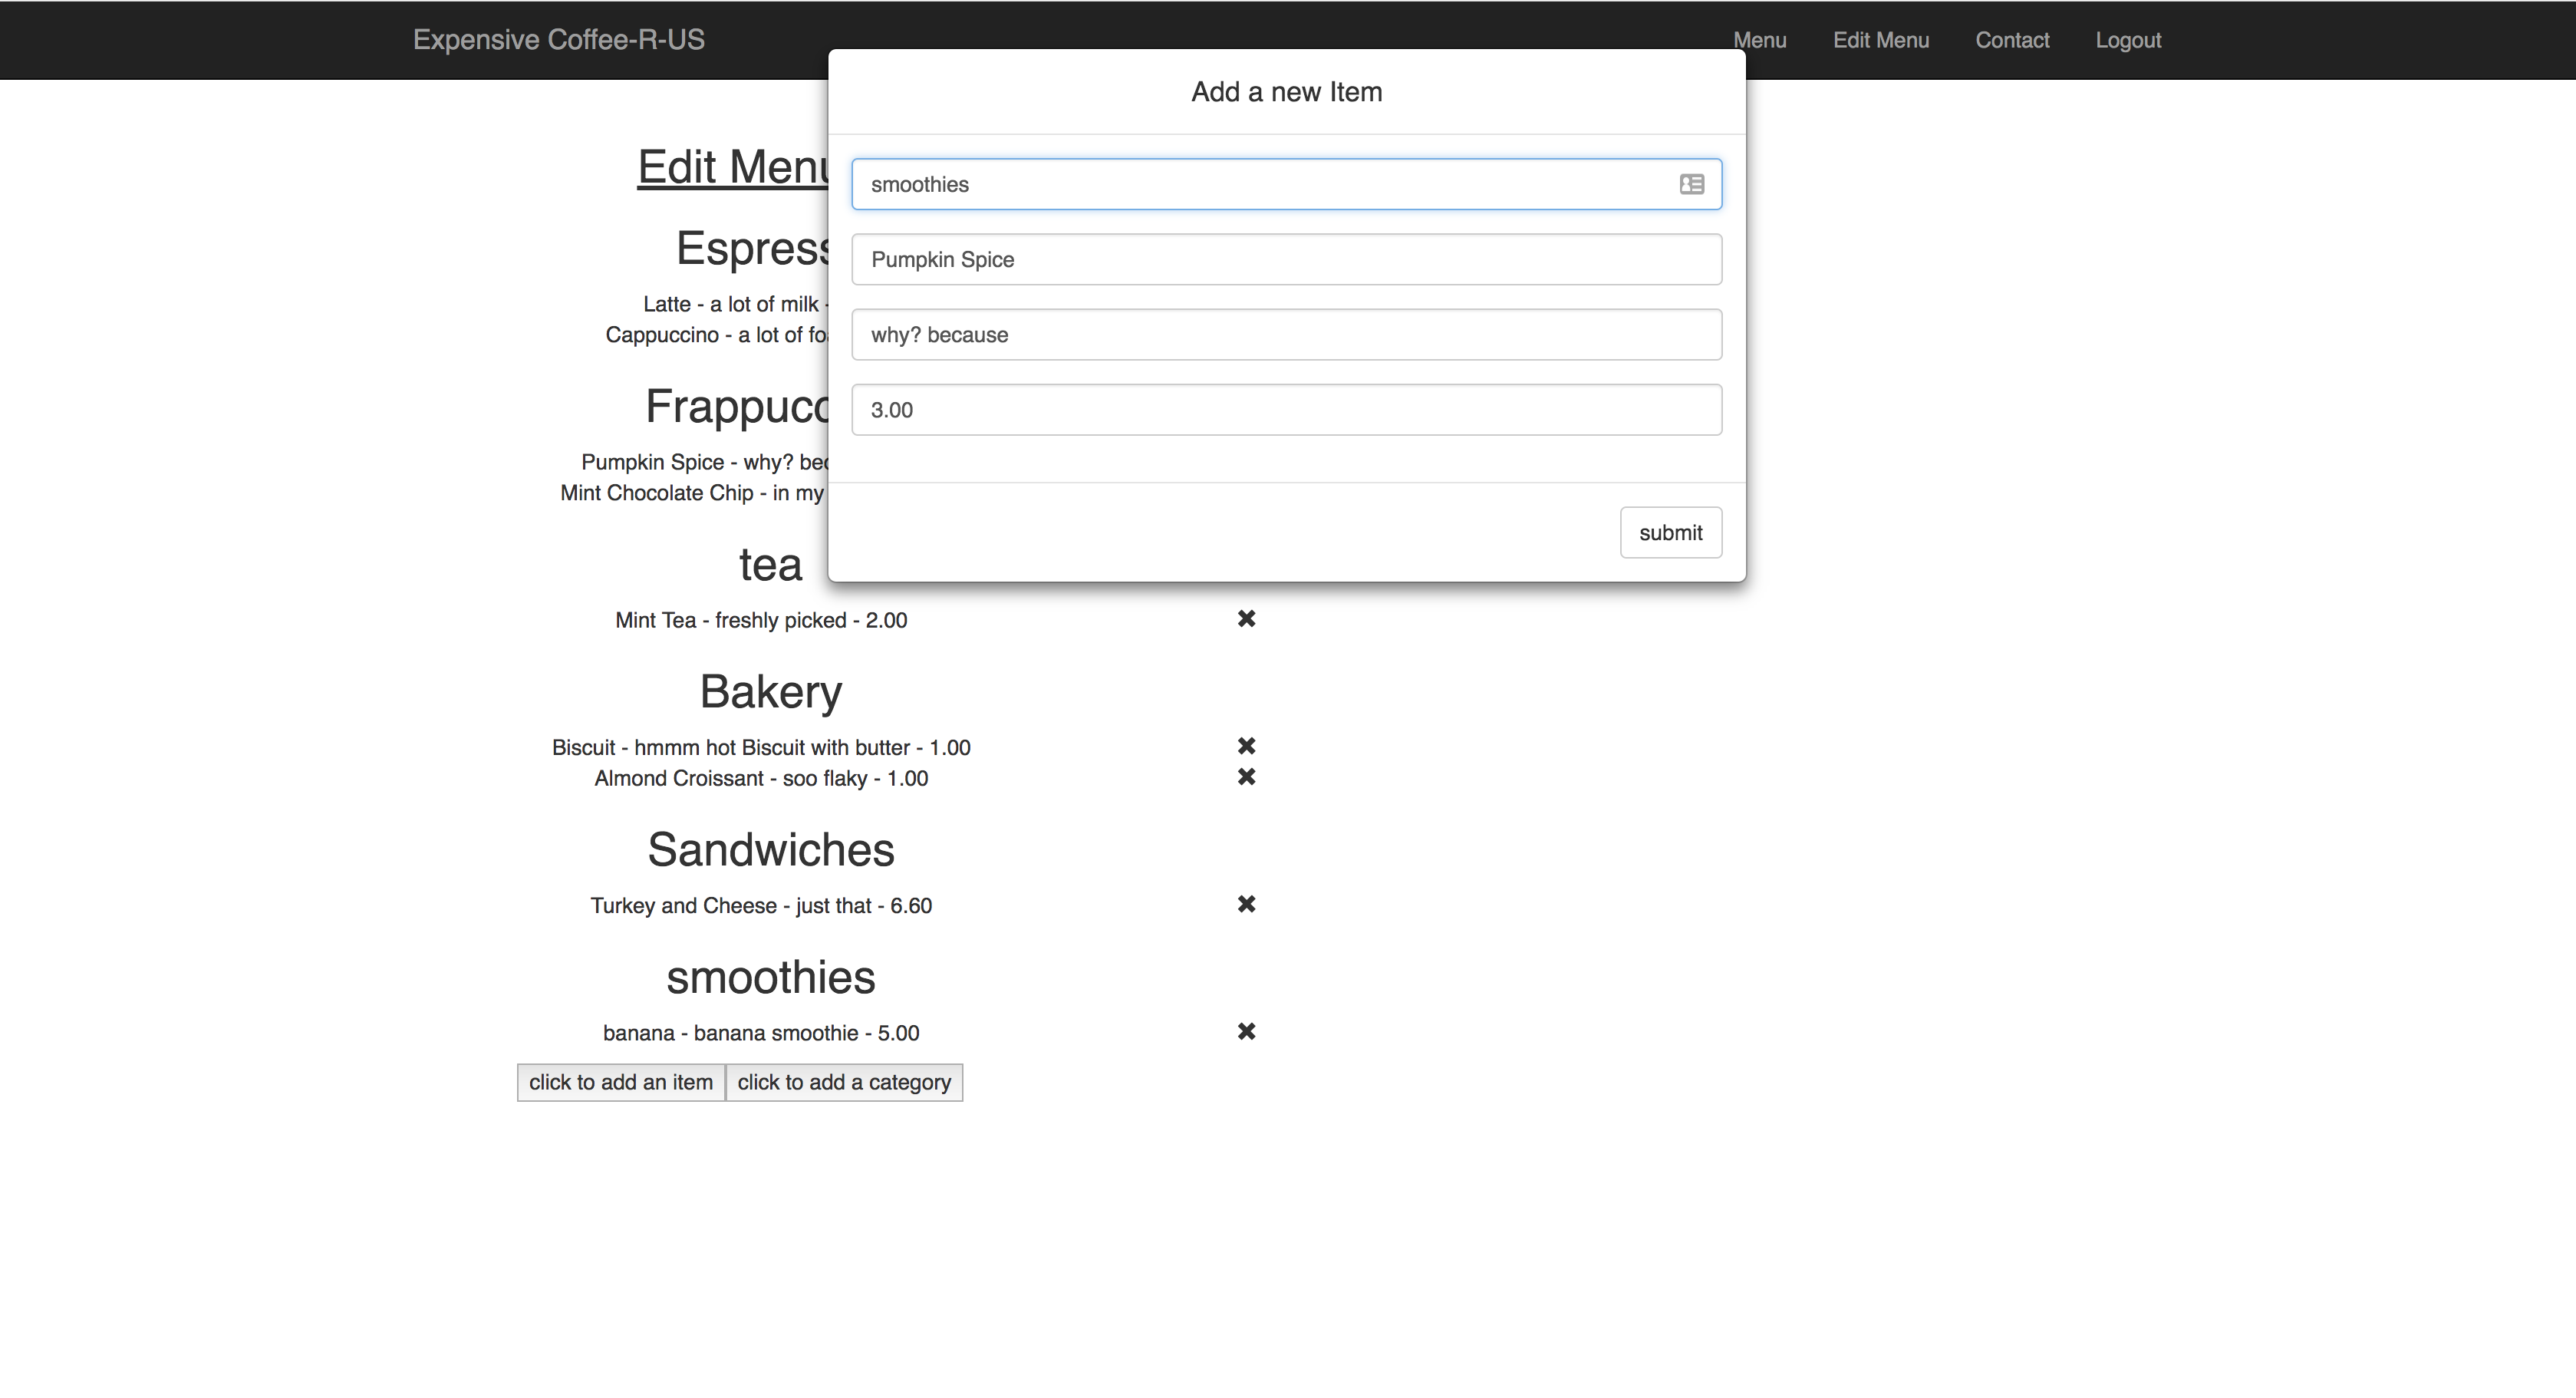 Expensive Coffee-R-US
Menu
Edit Menu
Contact
Logout
Add a new Item
smoothies
Pumpkin Spice
why? because
3.00
submit
Edit Menu
Latte - a lot of milk -
Cappuccino - a lot of
Pumpkin Spice - why?
Mint Chocolate Chip - in my
tea
Mint Tea - freshly picked - 2.00
Bakery
Biscuit - hmmm hot Biscuit with butter - 1.00
Almond Croissant - soo flaky - 1.00
Sandwiches
Turkey and Cheese - just that - 6.60
smoothies
banana - banana smoothie - 5.00
click to add an item
click to add a category